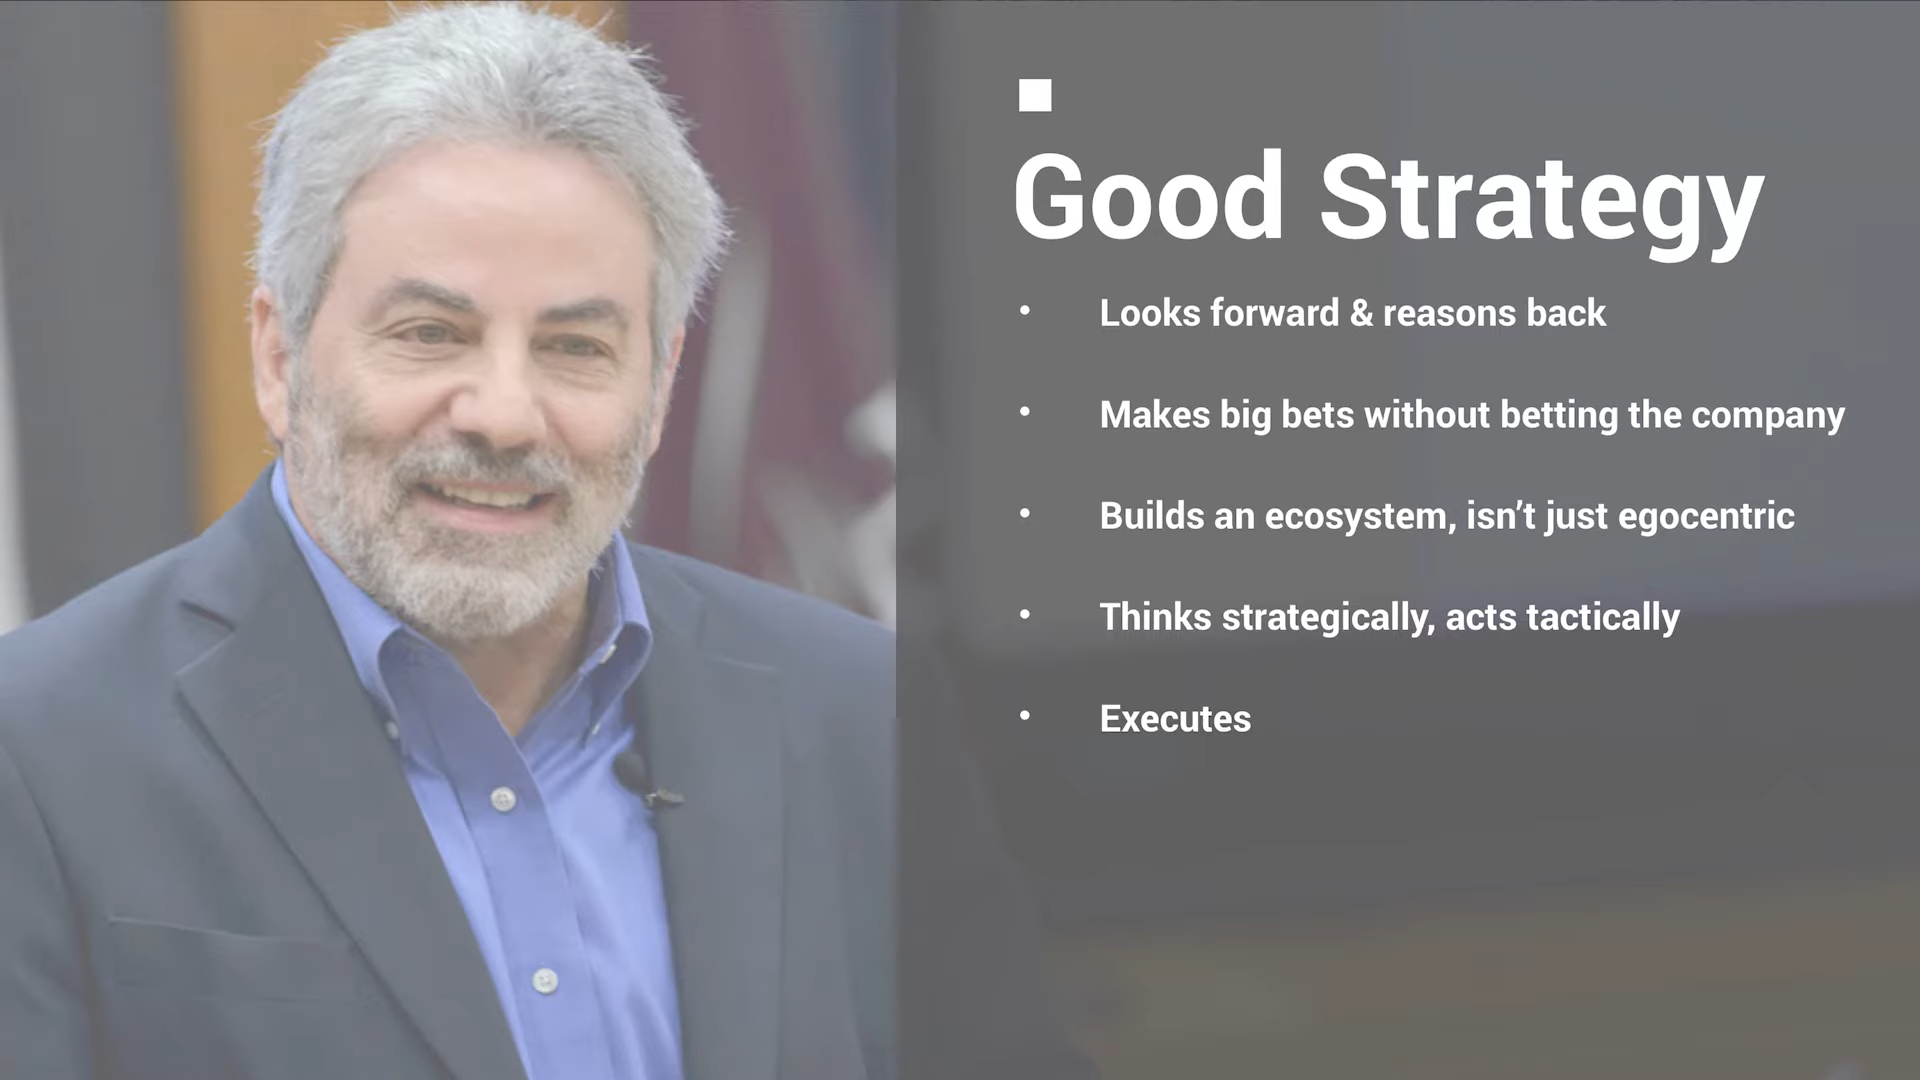 Good Strategy
• Looks forward & reasons back
• Makes big bets without betting the company
• Builds an ecosystem, isn’t just egocentric
• Thinks strategically, acts tactically
• Executes